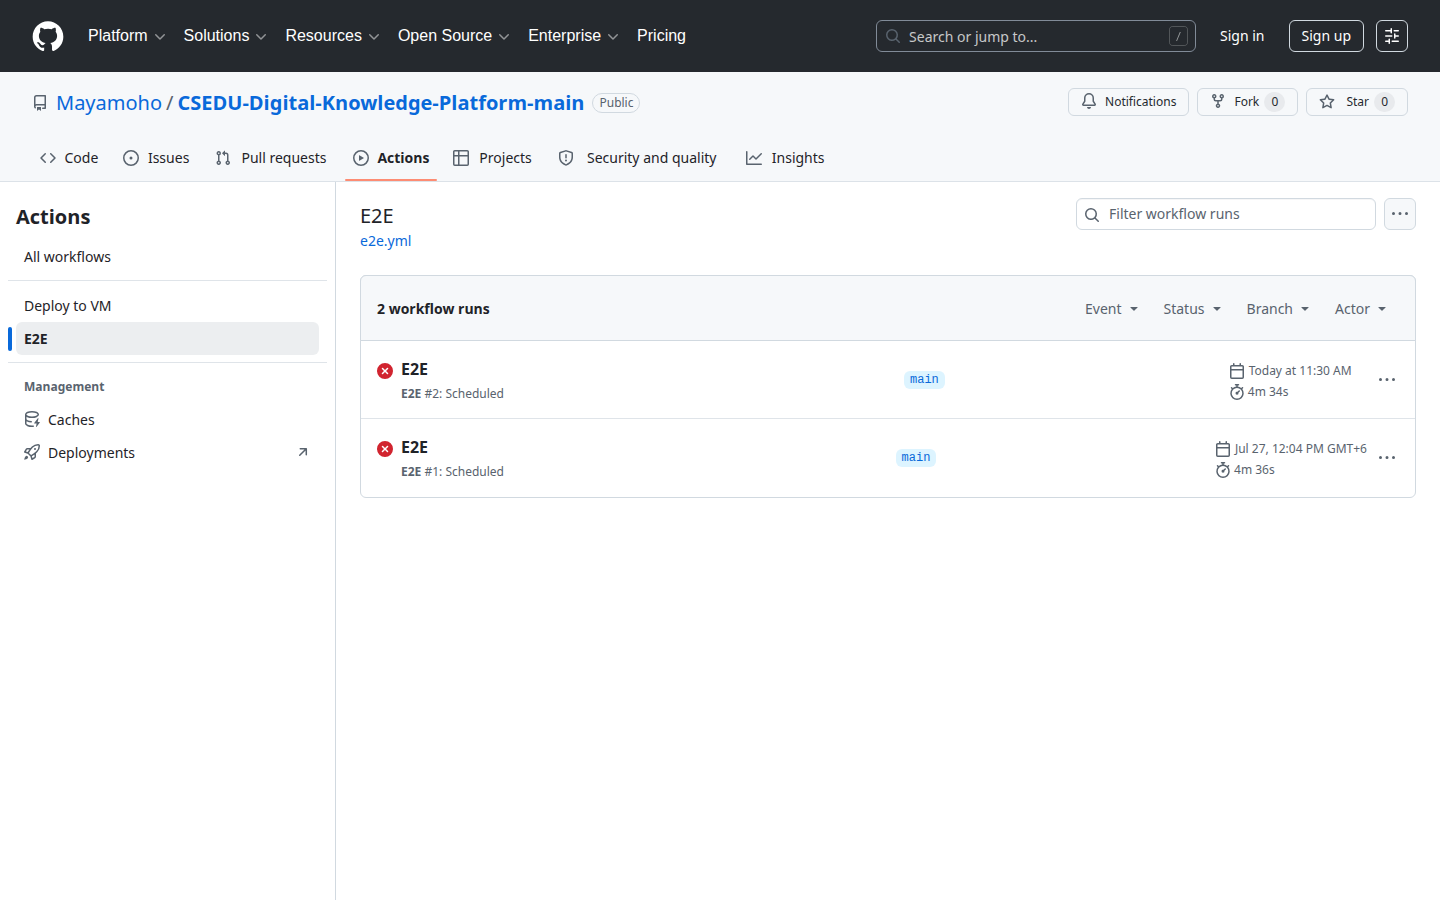 Platform Solutions Resources Open Source Enterprise Pricing Search or jump to... / Sign in Sign up
Mayamoho / CSEDU-Digital-Knowledge-Platform-main Public Notifications Fork 0 Star 0
Code Issues Pull requests Actions Projects Security and quality Insights
Actions
All workflows
Deploy to VM
E2E
Management
Caches
Deployments
E2E
e2e.yml
Filter workflow runs
2 workflow runs Event Status Branch Actor
E2E
E2E #2: Scheduled
main
Today at 11:30 AM
4m 34s
E2E
E2E #1: Scheduled
main
Jul 27, 12:04 PM GMT+6
4m 36s